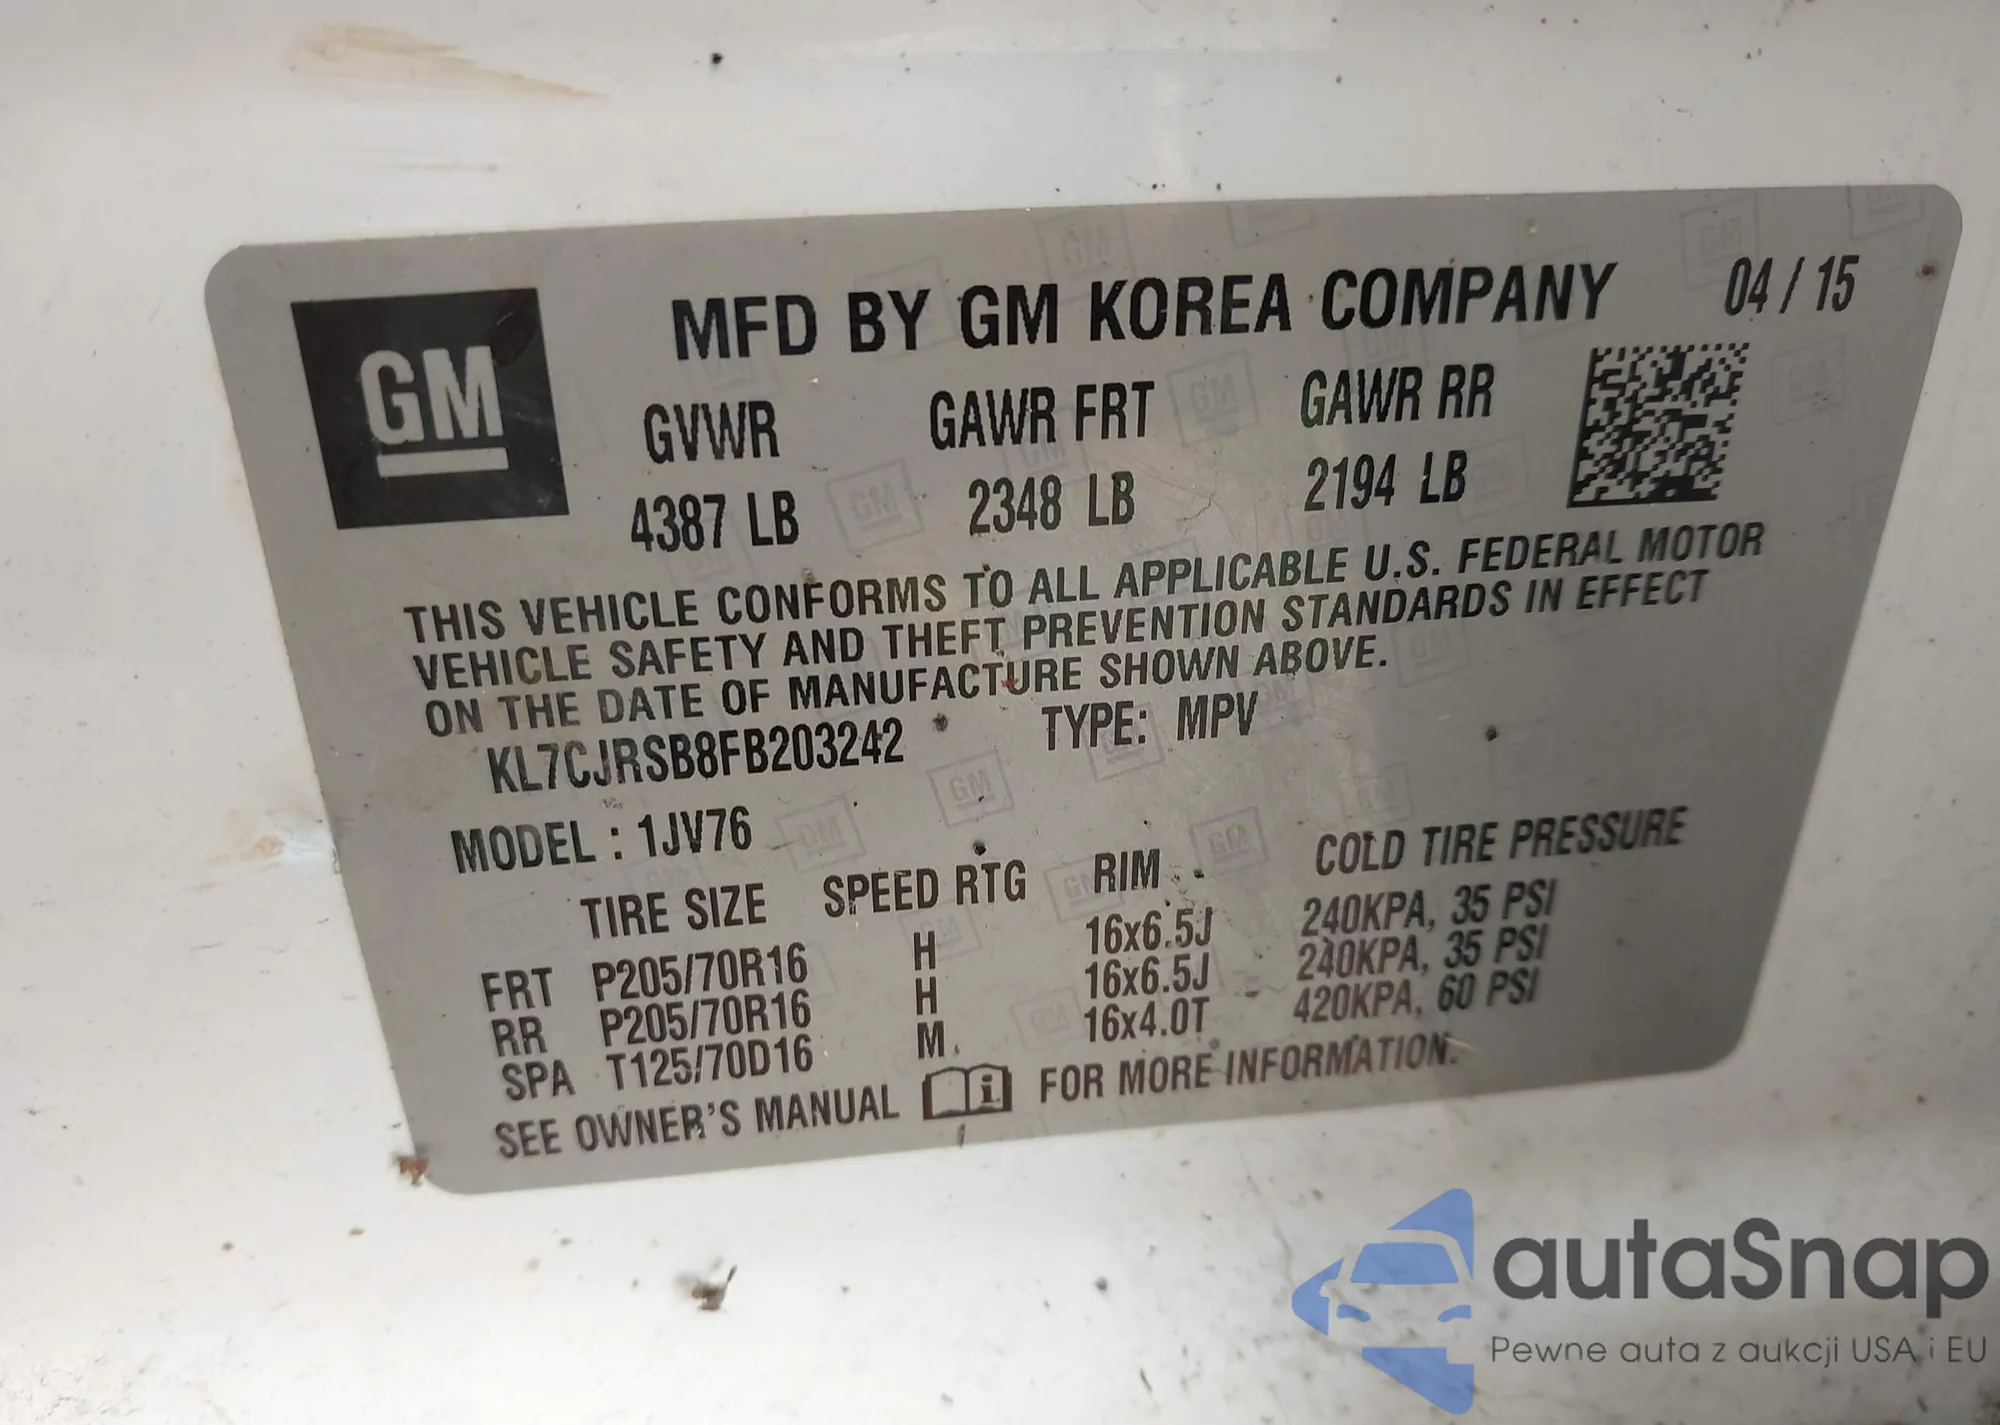 GM
MFD BY GM KOREA COMPANY 04 / 15
GVWR GAWR FRT GAWR RR
4387 LB 2348 LB 2194 LB
THIS VEHICLE CONFORMS TO ALL APPLICABLE U.S. FEDERAL MOTOR
VEHICLE SAFETY AND THEFT PREVENTION STANDARDS IN EFFECT
ON THE DATE OF MANUFACTURE SHOWN ABOVE.
KL7CJRSB8FB203242 TYPE: MPV
MODEL : 1JV76
TIRE SIZE SPEED RTG RIM COLD TIRE PRESSURE
FRT P205/70R16 H 16x6.5J 240KPA, 35 PSI
RR P205/70R16 H 16x6.5J 240KPA, 35 PSI
SPA T125/70D16 M 16x4.0T 420KPA, 60 PSI
SEE OWNER'S MANUAL i FOR MORE INFORMATION.
autaSnap
Pewne auta z aukcji USA i EU